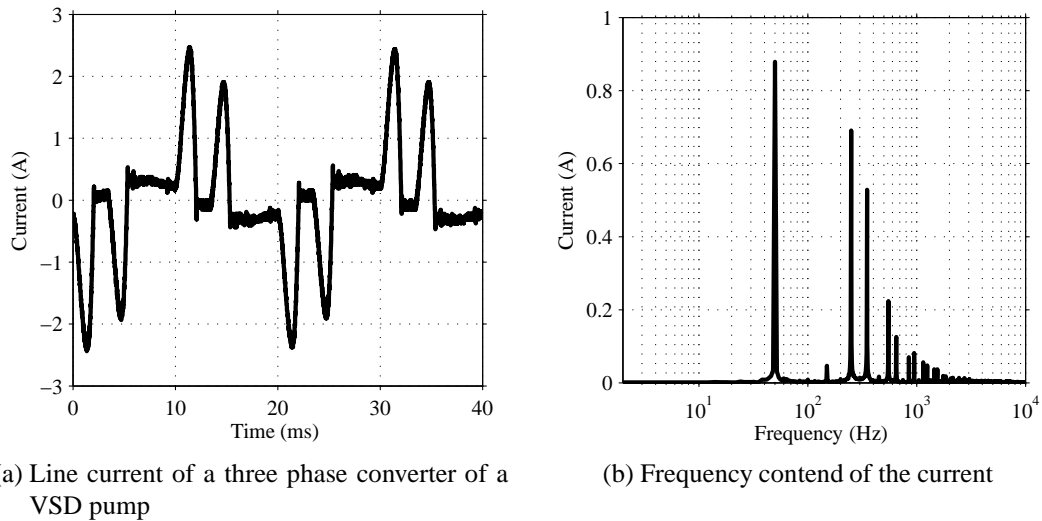 3
2
1
0
−1
−2
−3
0 10 20 30 40
Current (A)
Time (ms)
1
0.8
0.6
0.4
0.2
0
10^1 10^2 10^3 10^4
Current (A)
Frequency (Hz)
a) Line current of a three phase converter of a
VSD pump
(b) Frequency contend of the current